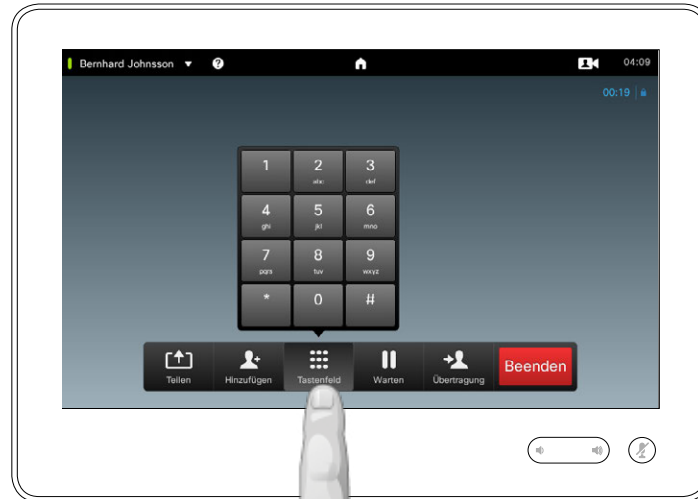 Bernhard Johnsson ? 04:09
00:19
1 2 abc 3 def
4 ghi 5 jkl 6 mno
7 pqrs 8 tuv 9 wxyz
* 0 #
Teilen Hinzufügen Tastenfeld Warten Übertragung Beenden